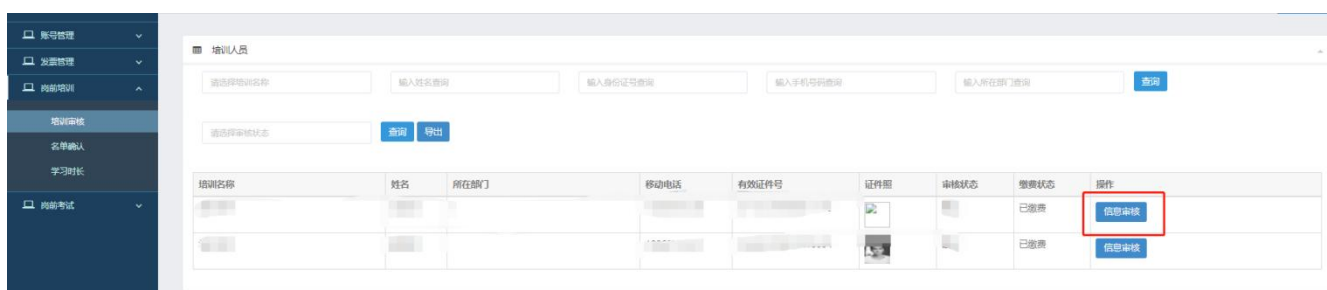 账号管理
发票管理
岗前培训
培训审核
名单确认
学习时长
岗前考试
培训人员
请选择培训名称 输入姓名查询 输入身份证号查询 输入手机号码查询 输入所在部门查询 查询
请选择审核状态 查询 导出
培训名称 姓名 所在部门 移动电话 有效证件号 证件照 审核状态 缴费状态 操作
已缴费 信息审核
已缴费 信息审核